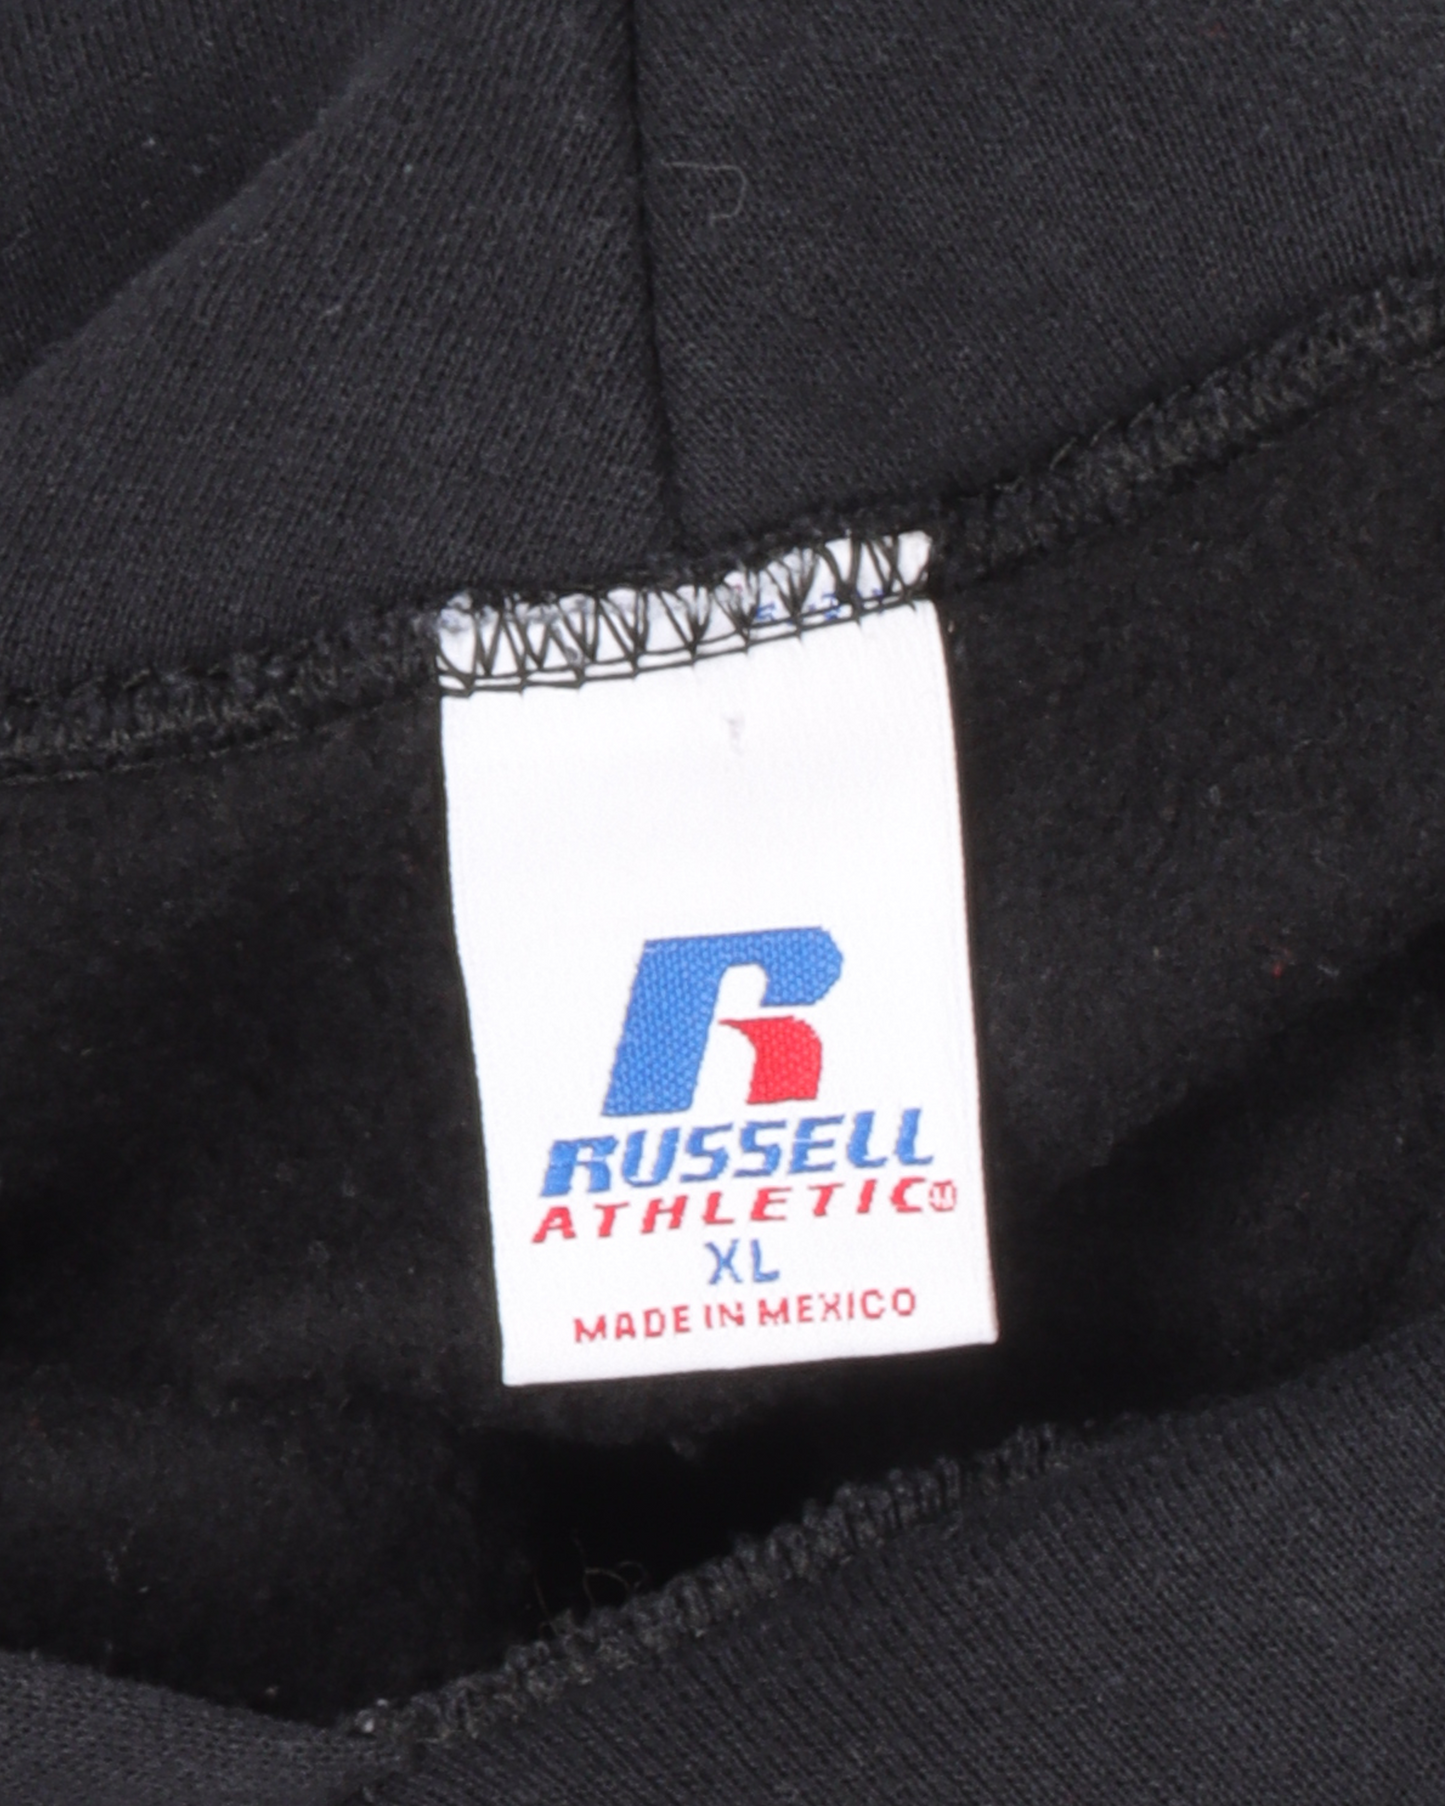 R
RUSSELL
ATHLETIC
XL
MADE IN MEXICO